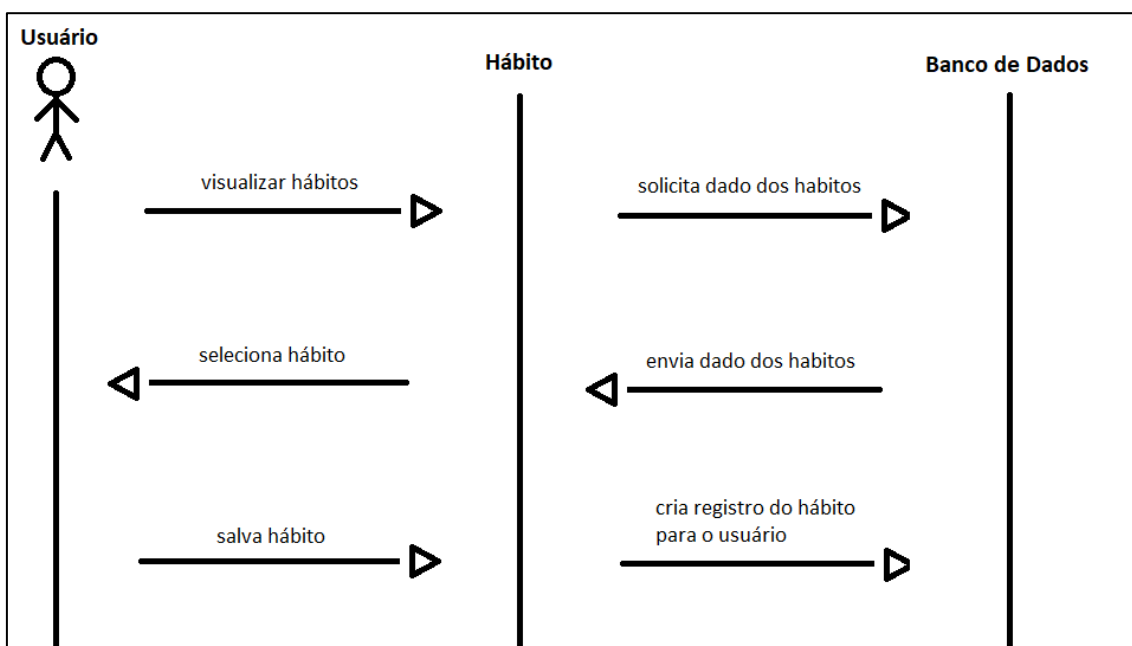 Usuário
Hábito
Banco de Dados
visualizar hábitos
solicita dado dos habitos
seleciona hábito
envia dado dos habitos
salva hábito
cria registro do hábito
para o usuário